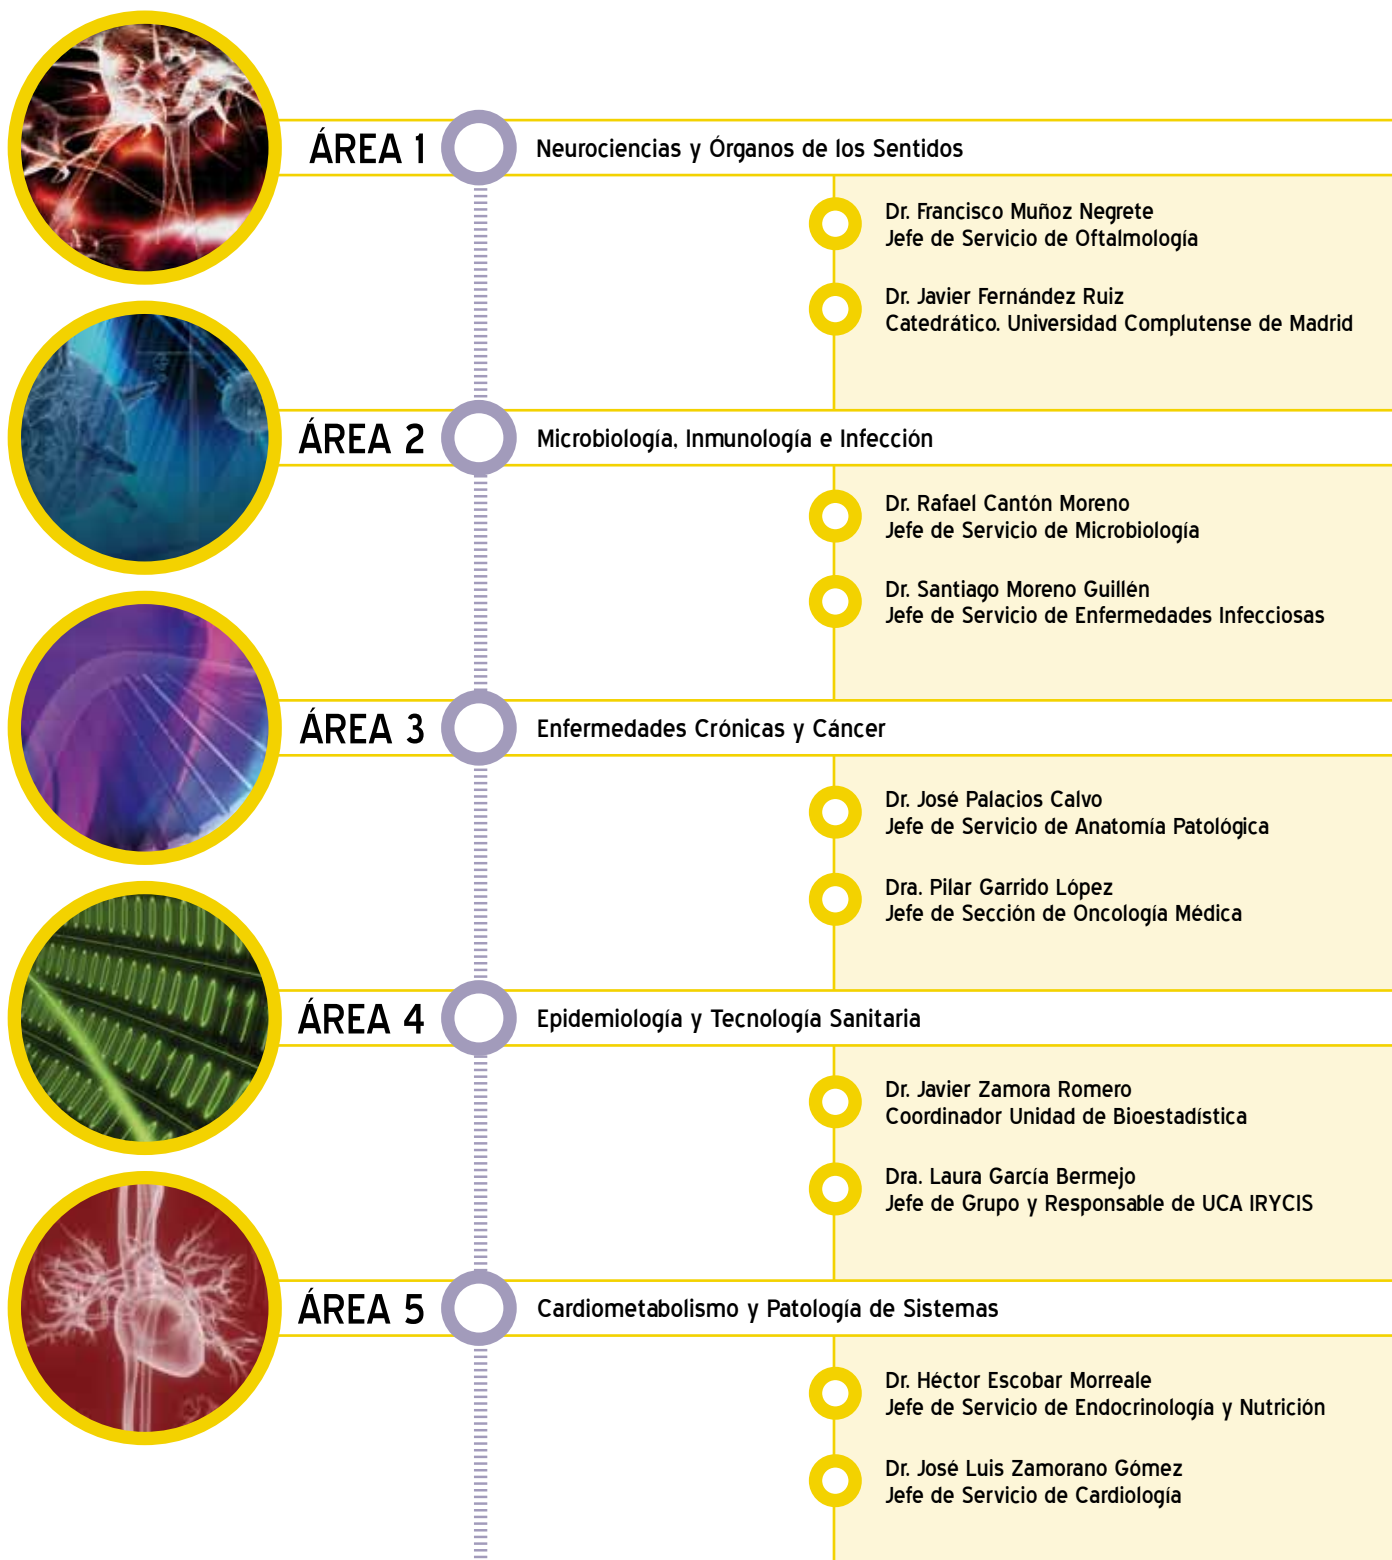 ÁREA 1
Neurociencias y Órganos de los Sentidos
Dr. Francisco Muñoz Negrete
Jefe de Servicio de Oftalmología
Dr. Javier Fernández Ruiz
Catedrático. Universidad Complutense de Madrid
ÁREA 2
Microbiología, Inmunología e Infección
Dr. Rafael Cantón Moreno
Jefe de Servicio de Microbiología
Dr. Santiago Moreno Guillén
Jefe de Servicio de Enfermedades Infecciosas
ÁREA 3
Enfermedades Crónicas y Cáncer
Dr. José Palacios Calvo
Jefe de Servicio de Anatomía Patológica
Dra. Pilar Garrido López
Jefe de Sección de Oncología Médica
ÁREA 4
Epidemiología y Tecnología Sanitaria
Dr. Javier Zamora Romero
Coordinador Unidad de Bioestadística
Dra. Laura García Bermejo
Jefe de Grupo y Responsable de UCA IRYCIS
ÁREA 5
Cardiometabolismo y Patología de Sistemas
Dr. Héctor Escobar Morreale
Jefe de Servicio de Endocrinología y Nutrición
Dr. José Luis Zamorano Gómez
Jefe de Servicio de Cardiología